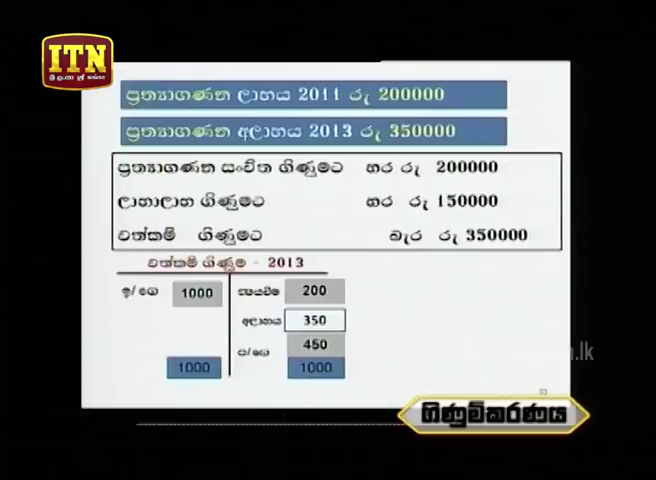 ITN
ප්‍රත්‍යාගණන ලාභය 2011 රු 200000
ප්‍රත්‍යාගණන අලාභය 2013 රු 350000
ප්‍රත්‍යාගණන සංචිත ගිණුමට හර රු 200000
ලාභාලාභ ගිණුමට හර රු 150000
වත්කම් ගිණුමට බැර රු 350000
වත්කම් ගිණුම - 2013
ඉ/ගෙ 1000 200
අලාභය 350
ප/ගෙ 450
1000 1000
ගිණුම්කරණය